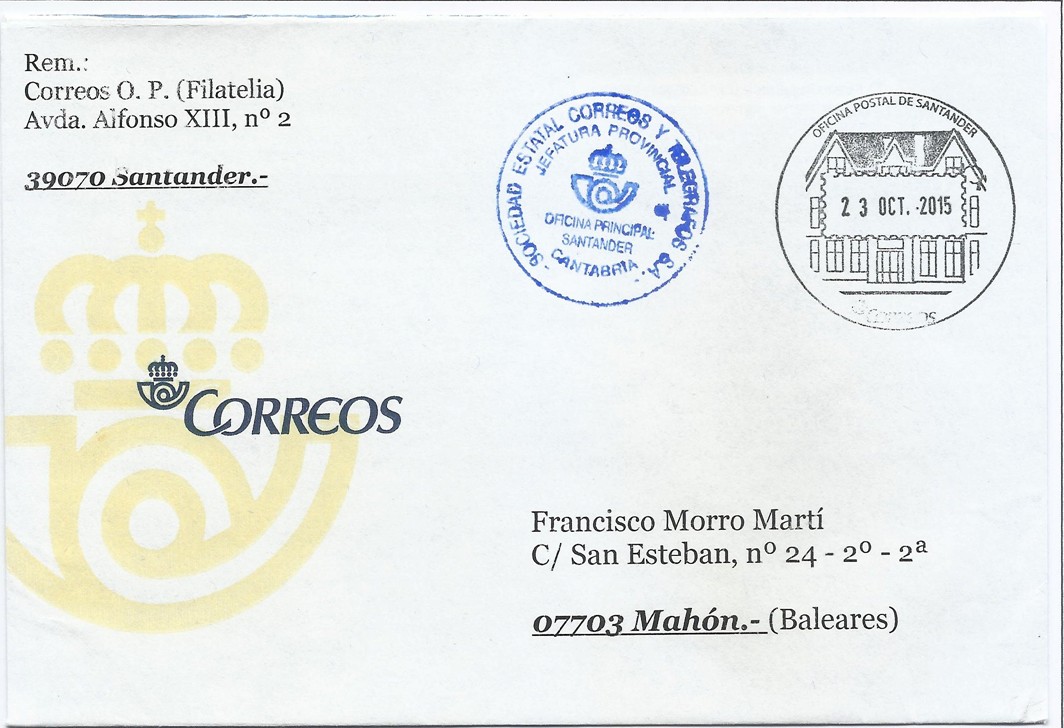 Rem.:
Correos O. P. (Filatelia)
Avda. Alfonso XIII, nº 2
39070 Santander.-
SOCIEDAD ESTATAL CORREOS Y TELEGRAFOS S.A.
JEFATURA PROVINCIAL
OFICINA PRINCIPAL
SANTANDER
CANTABRIA
OFICINA POSTAL DE SANTANDER
2 3 OCT. -2015
CORREOS
CORREOS
Francisco Morro Martí
C/ San Esteban, nº 24 - 2º - 2ª
07703 Mahón.- (Baleares)